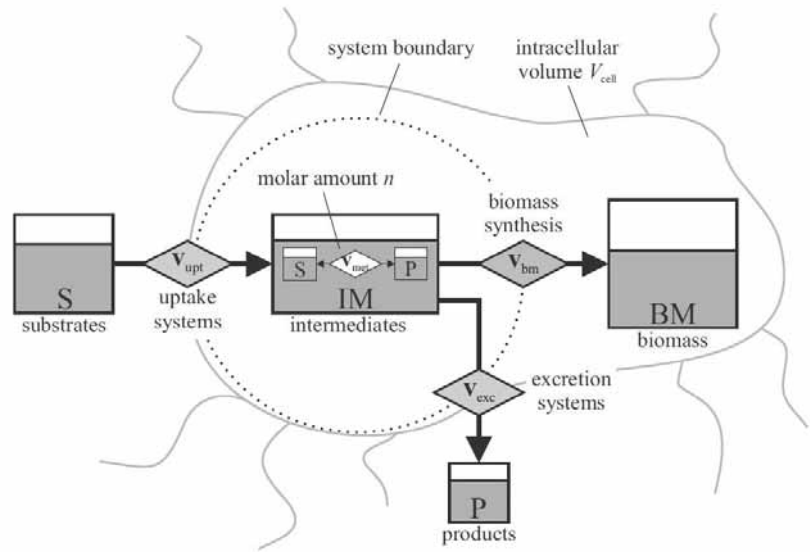 system boundary
intracellular
volume V_cell
molar amount n
biomass
synthesis
S
substrates
v_upt
uptake
systems
S
v_met
P
IM
intermediates
v_bm
BM
biomass
v_exc
excretion
systems
P
products